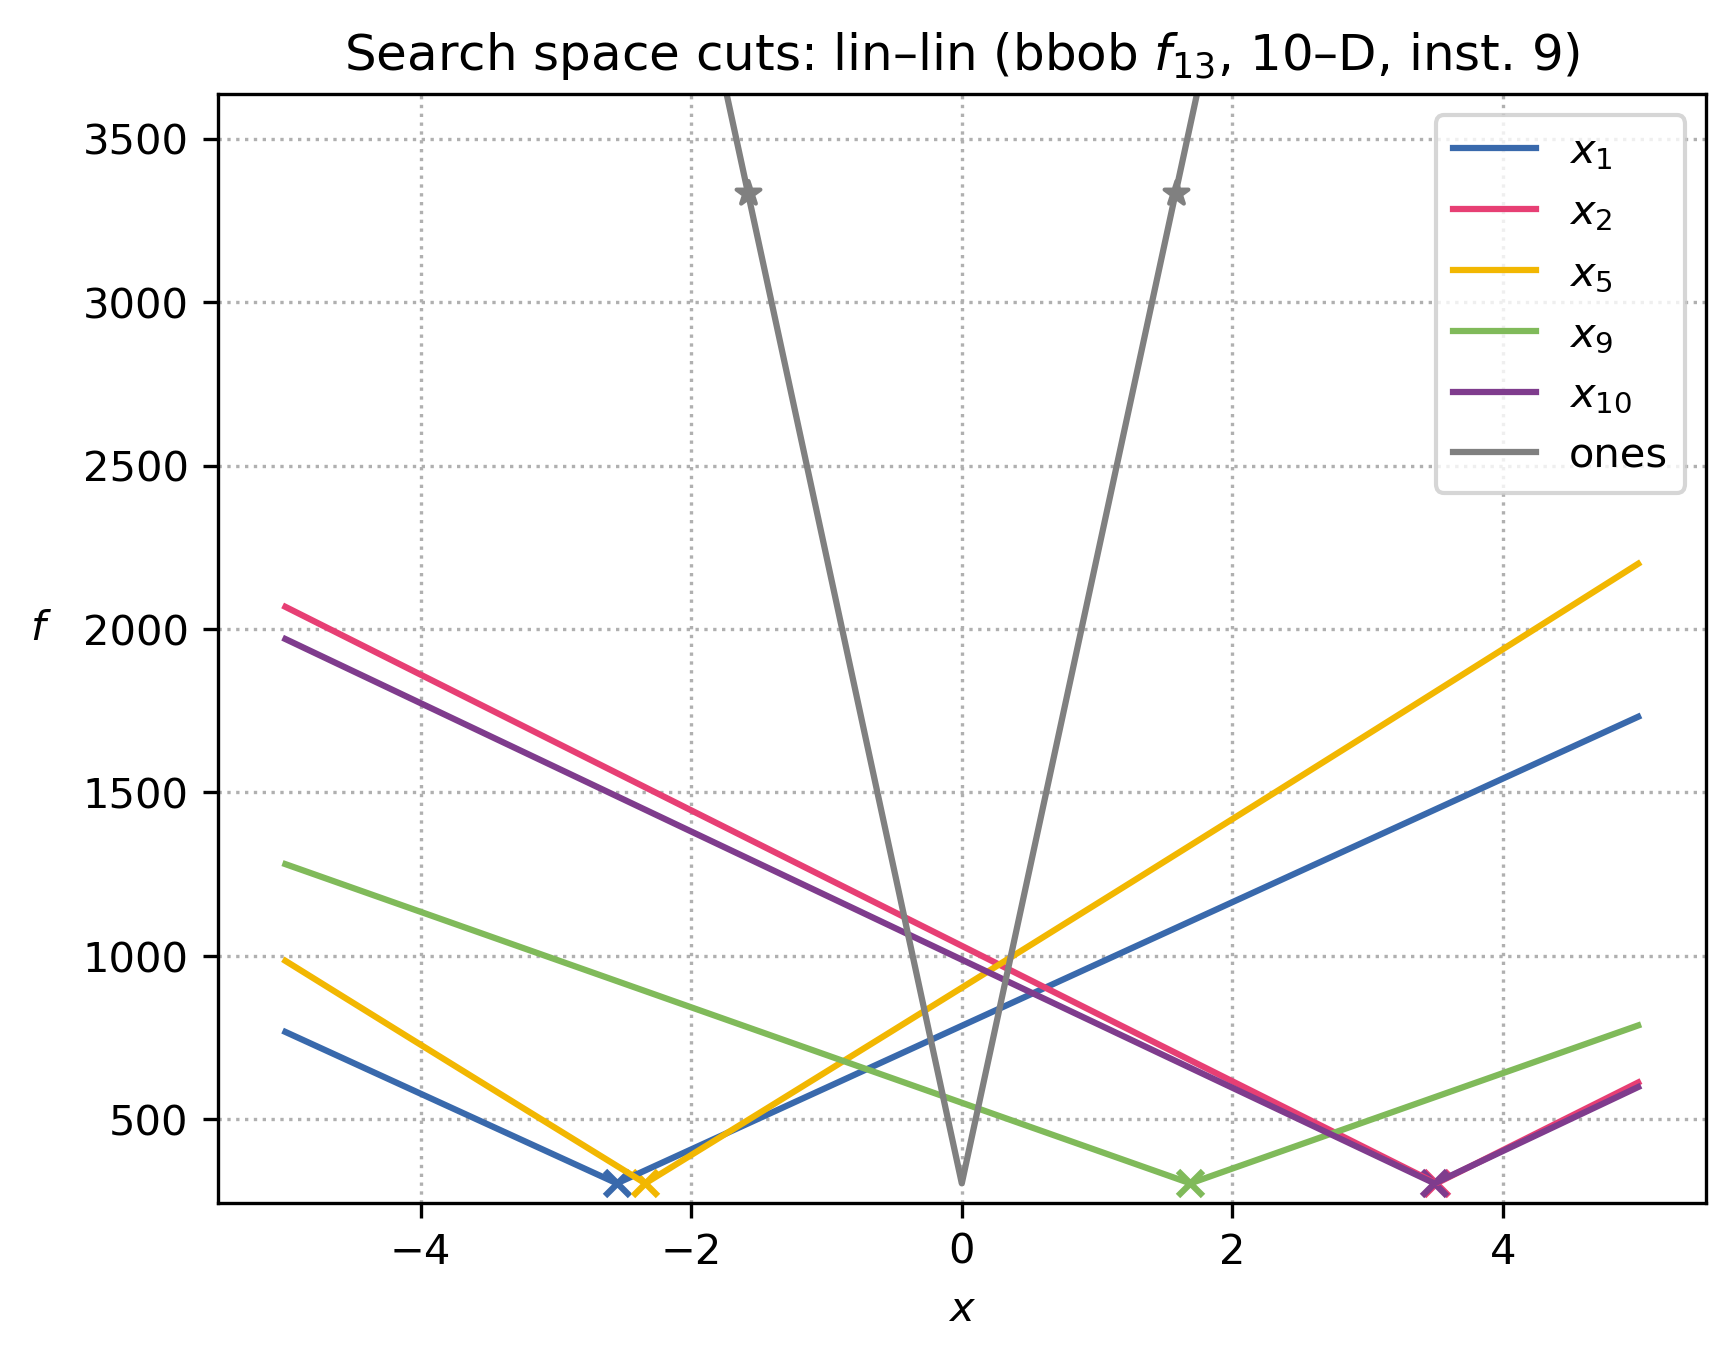 Search space cuts: lin–lin (bbob f₁₃, 10–D, inst. 9)
3500
3000
2500
2000
1500
1000
500
f
x₁
x₂
x₅
x₉
x₁₀
ones
−4
−2
0
2
4
x